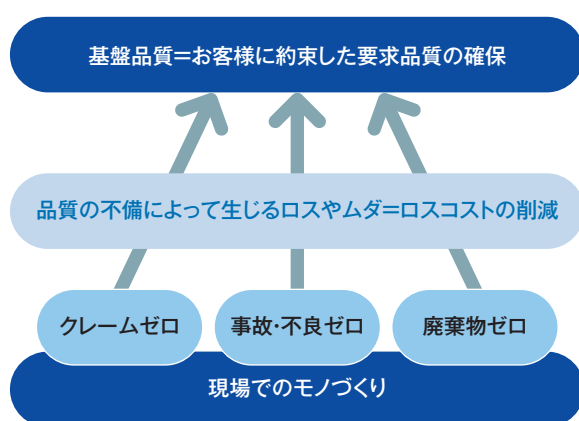 基盤品質＝お客様に約束した要求品質の確保
品質の不備によって生じるロスやムダ＝ロスコストの削減
クレームゼロ
事故・不良ゼロ
廃棄物ゼロ
現場でのモノづくり